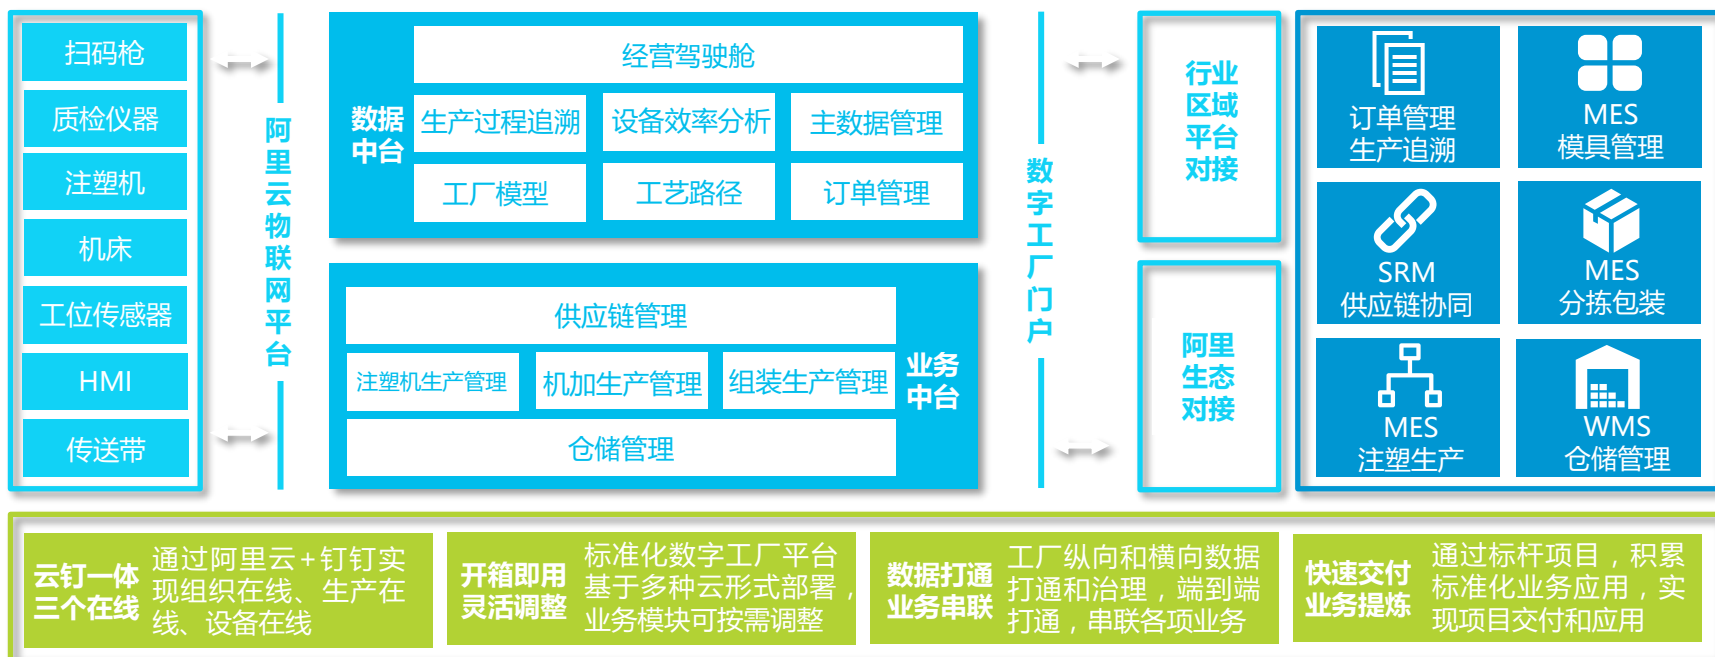 扫码枪
质检仪器
注塑机
机床
工位传感器
HMI
传送带
阿里云物联网平台
数据
中台
经营驾驶舱
生产过程追溯
设备效率分析
主数据管理
工厂模型
工艺路径
订单管理
供应链管理
注塑机生产管理
机加生产管理
组装生产管理
仓储管理
业务
中台
数字工厂门户
行业
区域
平台
对接
阿里
生态
对接
订单管理
生产追溯
MES
模具管理
SRM
供应链协同
MES
分拣包装
MES
注塑生产
WMS
仓储管理
云钉一体
三个在线
通过阿里云+钉钉实
现组织在线、生产在
线、设备在线
开箱即用
灵活调整
标准化数字工厂平台
基于多种云形式部署，
业务模块可按需调整
数据打通
业务串联
工厂纵向和横向数据
打通和治理，端到端
打通，串联各项业务
快速交付
业务提炼
通过标杆项目，积累
标准化业务应用，实
现项目交付和应用